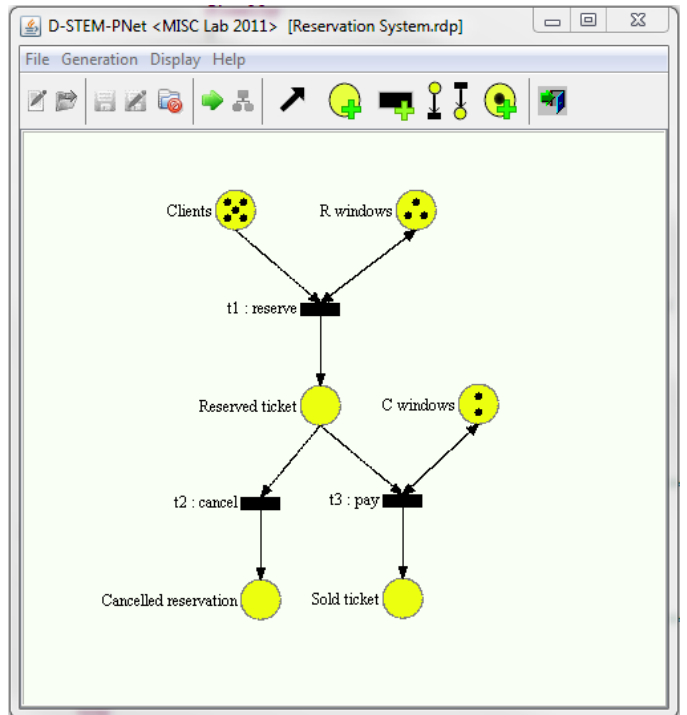 D-STEM-PNet <MISC Lab 2011> [Reservation System.rdp]
File Generation Display Help
Clients
R windows
t1 : reserve
Reserved ticket
C windows
t2 : cancel
t3 : pay
Cancelled reservation
Sold ticket